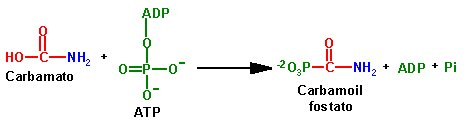 ADP
O
O
HO-C-NH2 + O=P-O- → -2O3P-C-NH2 + ADP + Pi
O-
Carbamato
ATP
Carbamoil
fostato